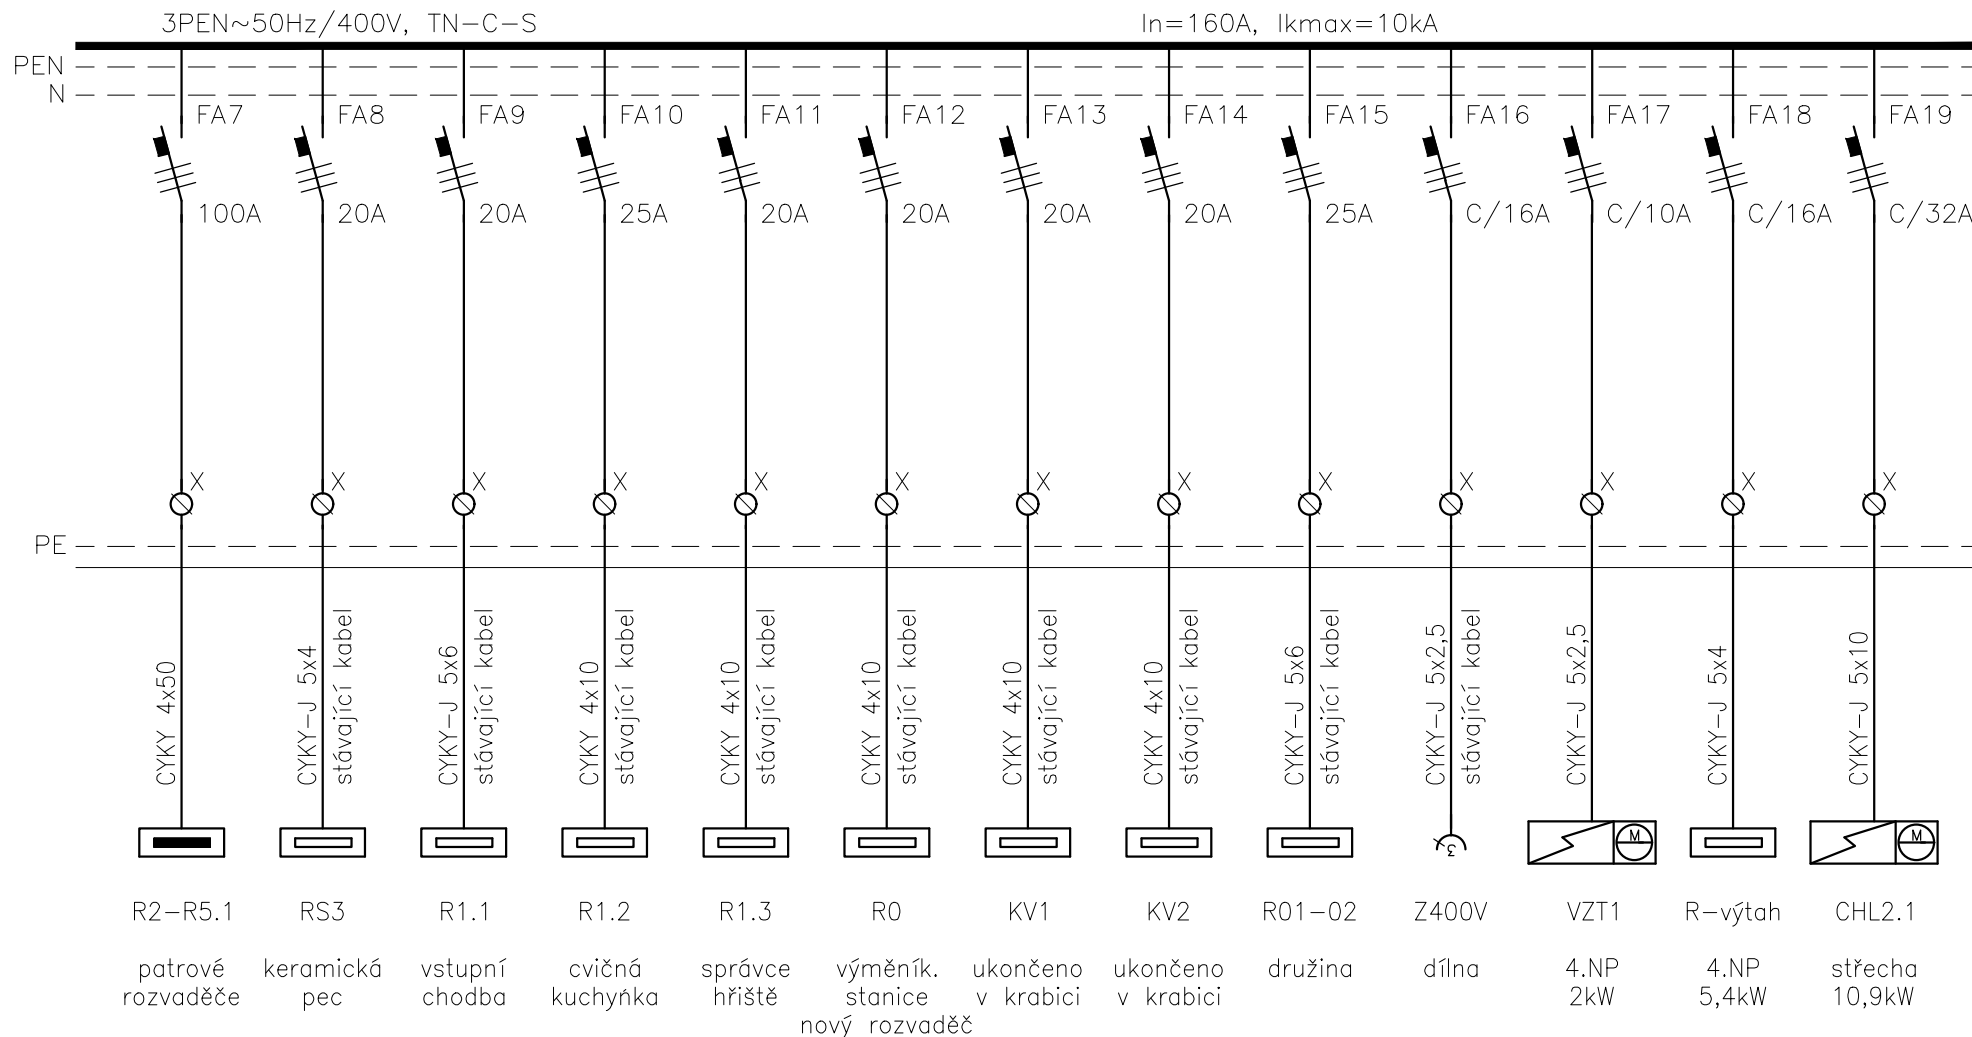 3PEN~50Hz/400V, TN-C-S
In=160A, Ikmax=10kA
PEN
N
FA7
FA8
FA9
FA10
FA11
FA12
FA13
FA14
FA15
FA16
FA17
FA18
FA19
100A
20A
20A
25A
20A
20A
20A
20A
25A
C/16A
C/10A
C/16A
C/32A
X
X
X
X
X
X
X
X
X
X
X
X
X
PE
CYKY 4x50
CYKY-J 5x4
stávající kabel
CYKY-J 5x6
stávající kabel
CYKY 4x10
stávající kabel
CYKY 4x10
stávající kabel
CYKY 4x10
stávající kabel
CYKY 4x10
stávající kabel
CYKY 4x10
stávající kabel
CYKY-J 5x6
stávající kabel
CYKY-J 5x2,5
stávající kabel
CYKY-J 5x2,5
CYKY-J 5x4
CYKY-J 5x10
3x
M
M
R2-R5.1
patrové
rozvaděče
RS3
keramická
pec
R1.1
vstupní
chodba
R1.2
cvičná
kuchyńka
R1.3
správce
hřiště
R0
výměník.
stanice
nový rozvaděč
KV1
ukončeno
v krabici
KV2
ukončeno
v krabici
R01-02
družina
Z400V
dílna
VZT1
4.NP
2kW
R-výtah
4.NP
5,4kW
CHL2.1
střecha
10,9kW